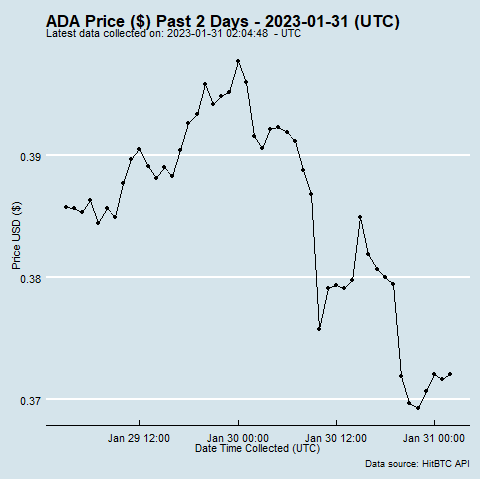 ADA Price ($) Past 2 Days - 2023-01-31 (UTC)
Latest data collected on: 2023-01-31 02:04:48 - UTC
0.39
0.38
0.37
Price USD ($)
Jan 29 12:00 Jan 30 00:00 Jan 30 12:00 Jan 31 00:00
Date Time Collected (UTC)
Data source: HitBTC API